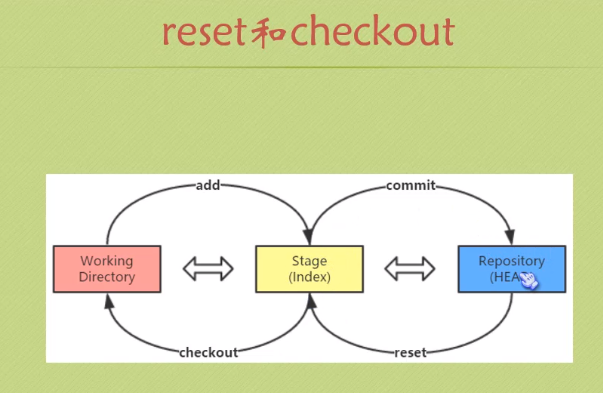 reset和checkout
add
commit
Working
Directory
Stage
(Index)
Repository
checkout
reset